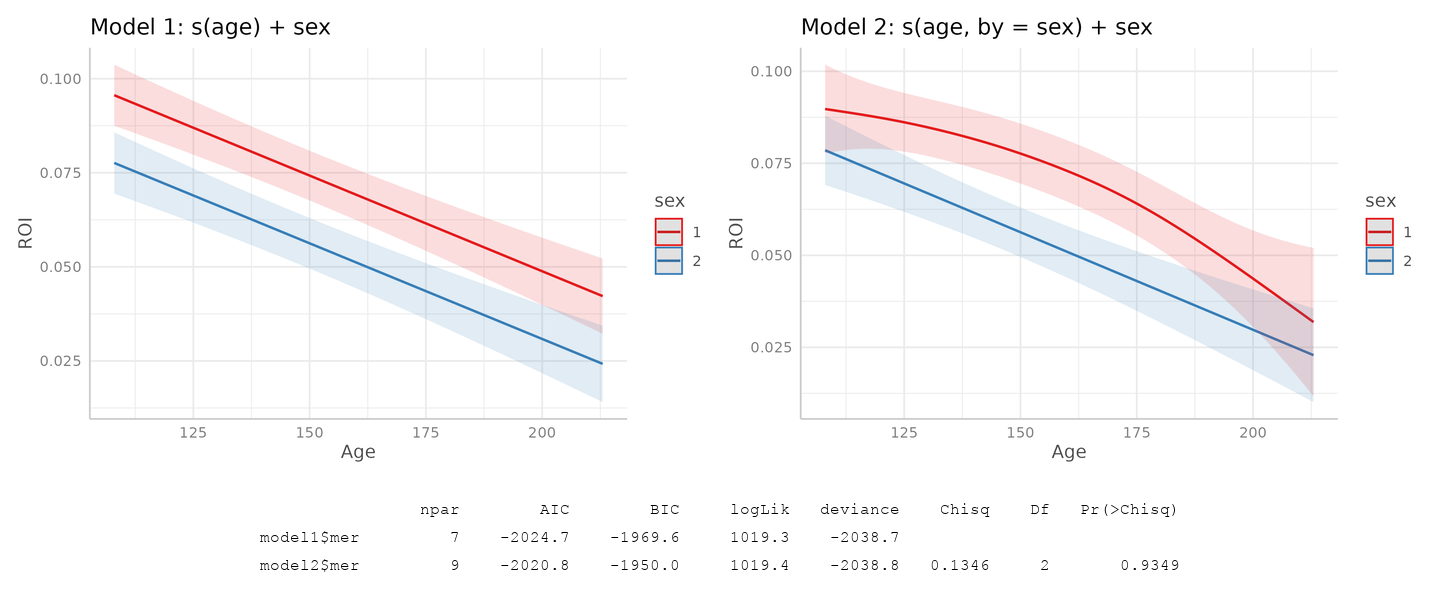 Model 1: s(age) + sex
0.100
0.075
0.050
0.025
ROI
125 150 175 200
Age
sex
1
2
Model 2: s(age, by = sex) + sex
0.100
0.075
0.050
0.025
ROI
125 150 175 200
Age
sex
1
2
npar AIC BIC logLik deviance Chisq Df Pr(>Chisq)
model1$mer 7 -2024.7 -1969.6 1019.3 -2038.7
model2$mer 9 -2020.8 -1950.0 1019.4 -2038.8 0.1346 2 0.9349